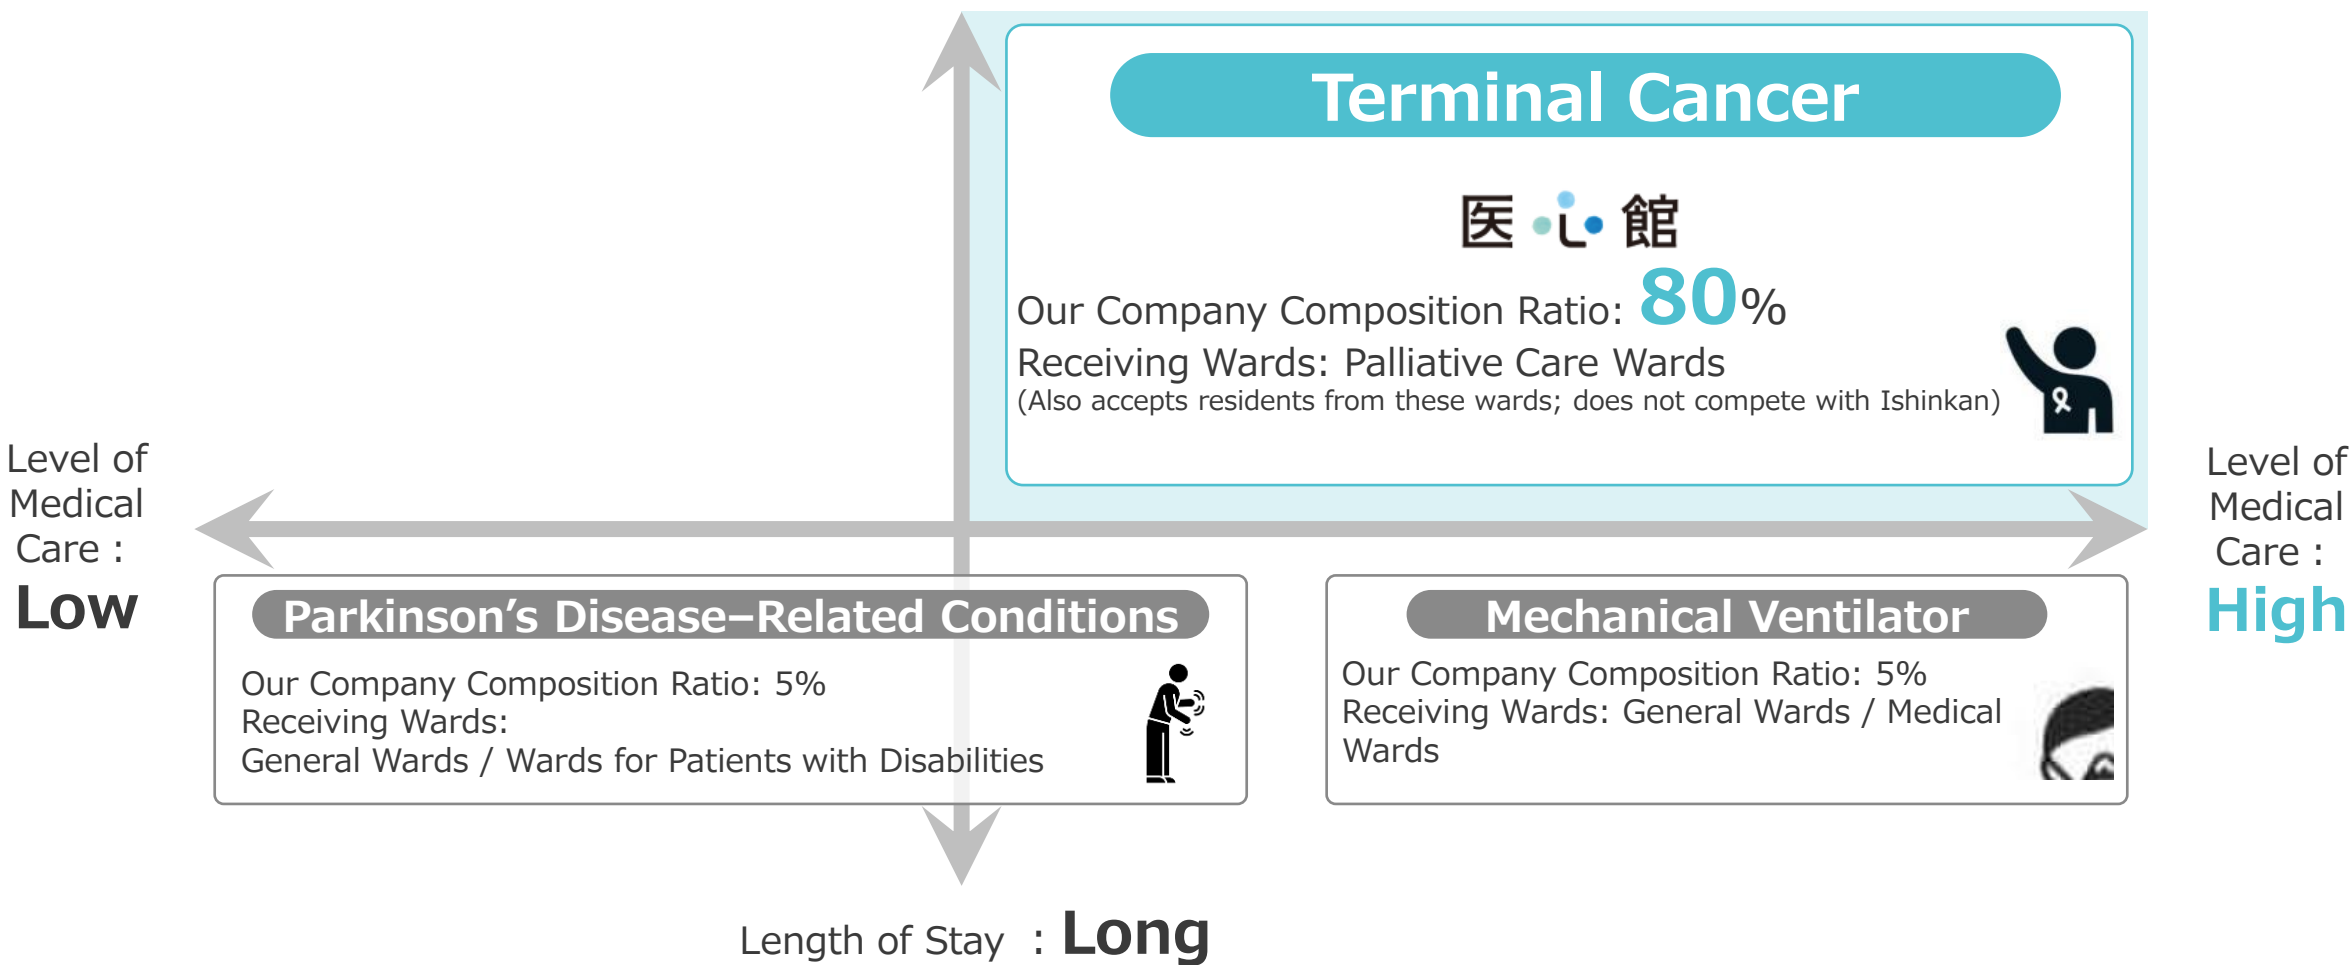 Terminal Cancer
医心館
Our Company Composition Ratio: 80%
Receiving Wards: Palliative Care Wards
(Also accepts residents from these wards; does not compete with Ishinkan)
Level of
Medical
Care :
Low
Level of
Medical
Care :
High
Parkinson’s Disease–Related Conditions
Our Company Composition Ratio: 5%
Receiving Wards:
General Wards / Wards for Patients with Disabilities
Mechanical Ventilator
Our Company Composition Ratio: 5%
Receiving Wards: General Wards / Medical
Wards
Length of Stay : Long